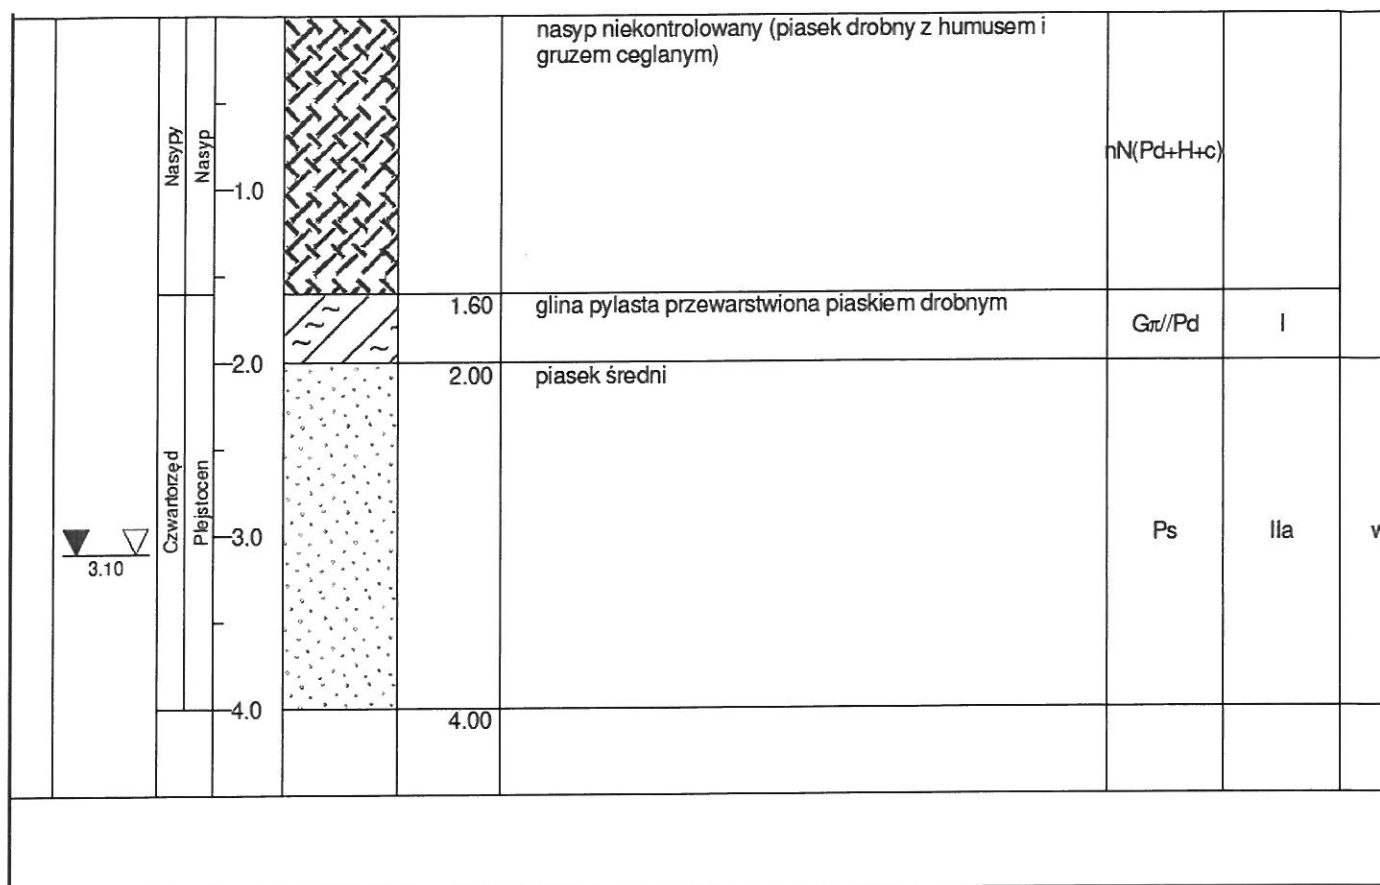 nasyp niekontrolowany (piasek drobny z humusem i
gruzem ceglanym)
Nasypy
Nasyp
nN(Pd+H+c)
1.0
1.60
glina pylasta przewarstwiona piaskiem drobnym
Gπ//Pd
I
2.0
2.00
piasek średni
Czwartorzęd
Plejstocen
3.0
3.10
Ps
IIa
w
4.0
4.00